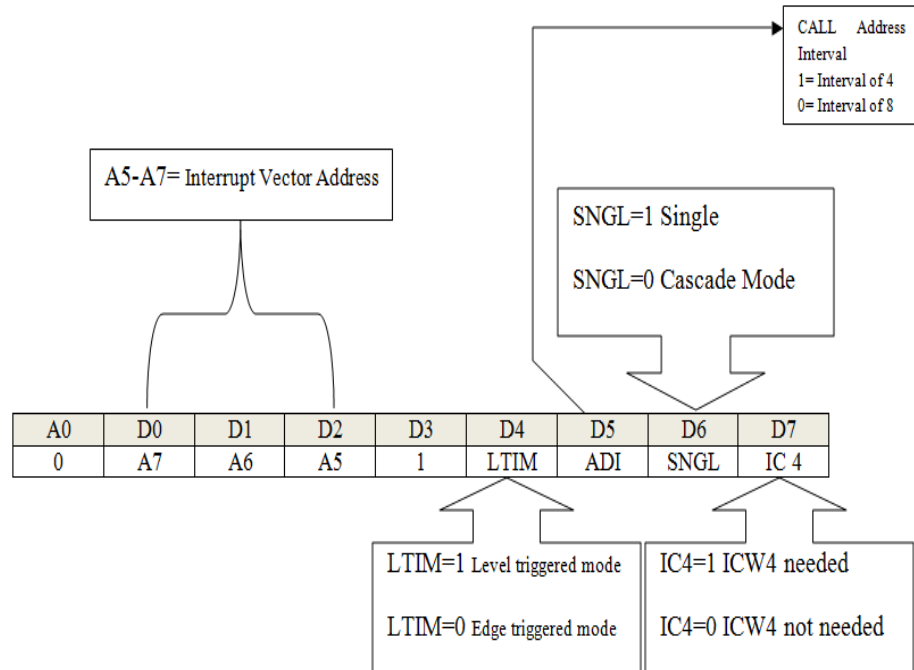 CALL Address
Interval
1= Interval of 4
0= Interval of 8
A5-A7= Interrupt Vector Address
SNGL=1 Single
SNGL=0 Cascade Mode
A0 D0 D1 D2 D3 D4 D5 D6 D7
0 A7 A6 A5 1 LTIM ADI SNGL IC 4
LTIM=1 Level triggered mode
LTIM=0 Edge triggered mode
IC4=1 ICW4 needed
IC4=0 ICW4 not needed